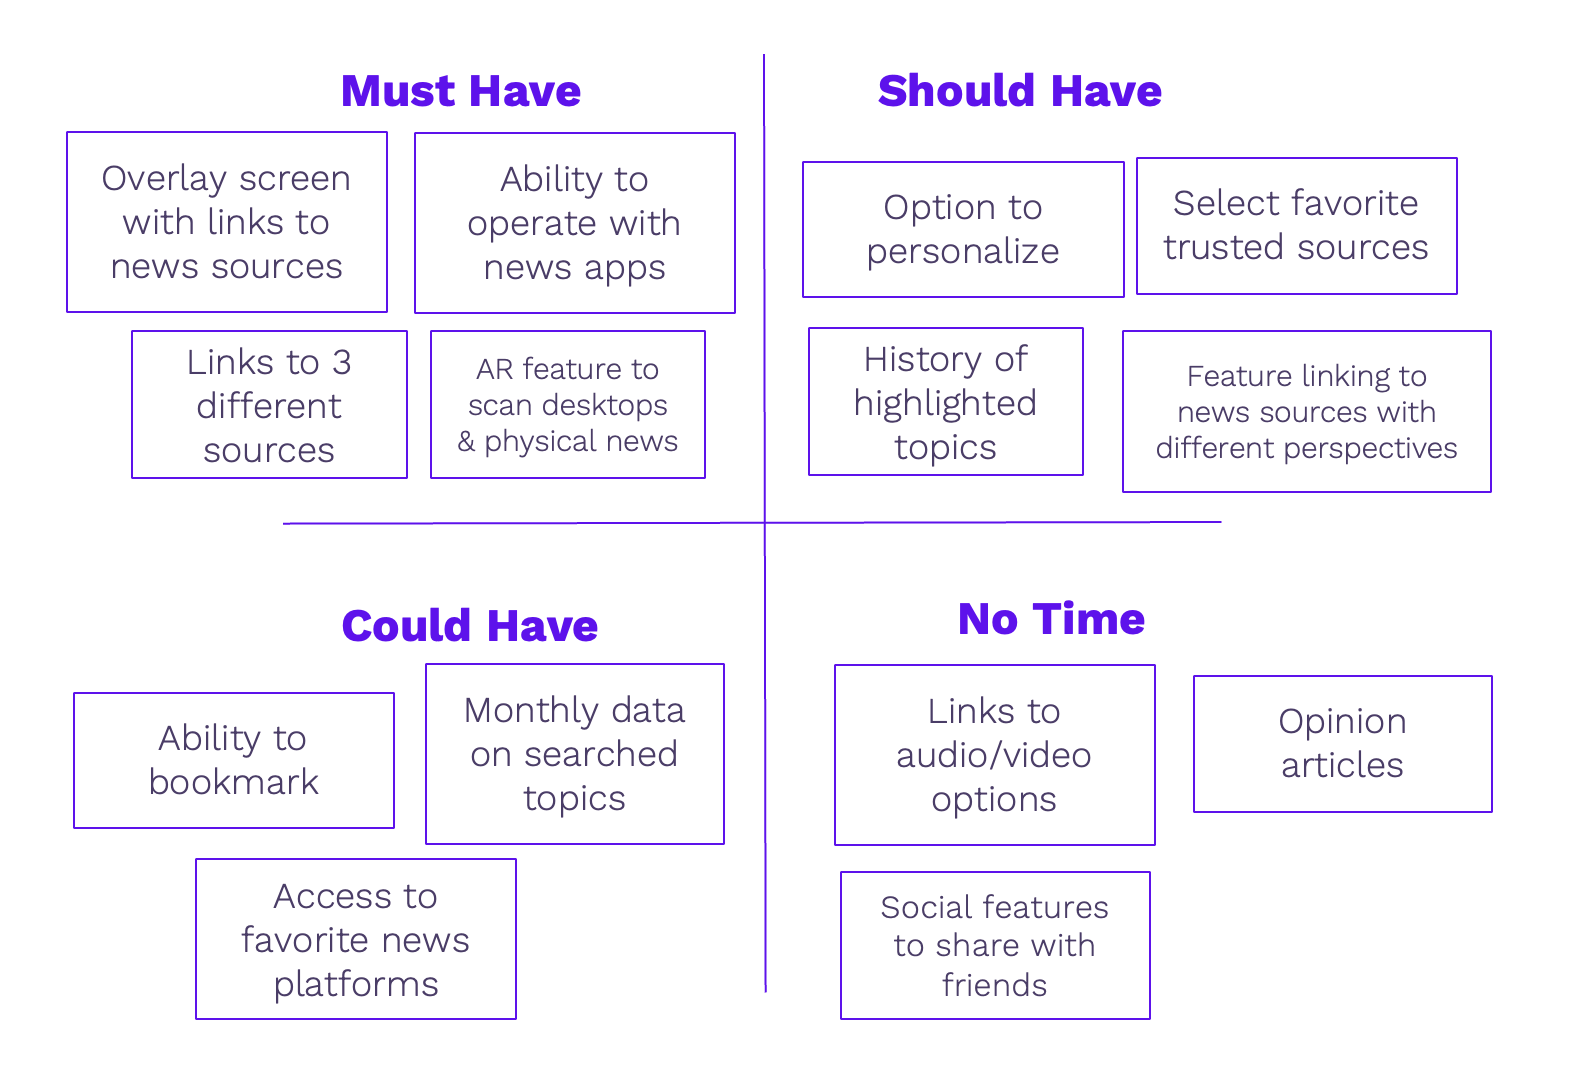 Must Have
Overlay screen
with links to
news sources
Ability to
operate with
news apps
Links to 3
different
sources
AR feature to
scan desktops
& physical news
Should Have
Option to
personalize
Select favorite
trusted sources
History of
highlighted
topics
Feature linking to
news sources with
different perspectives
Could Have
Ability to
bookmark
Monthly data
on searched
topics
Access to
favorite news
platforms
No Time
Links to
audio/video
options
Opinion
articles
Social features
to share with
friends